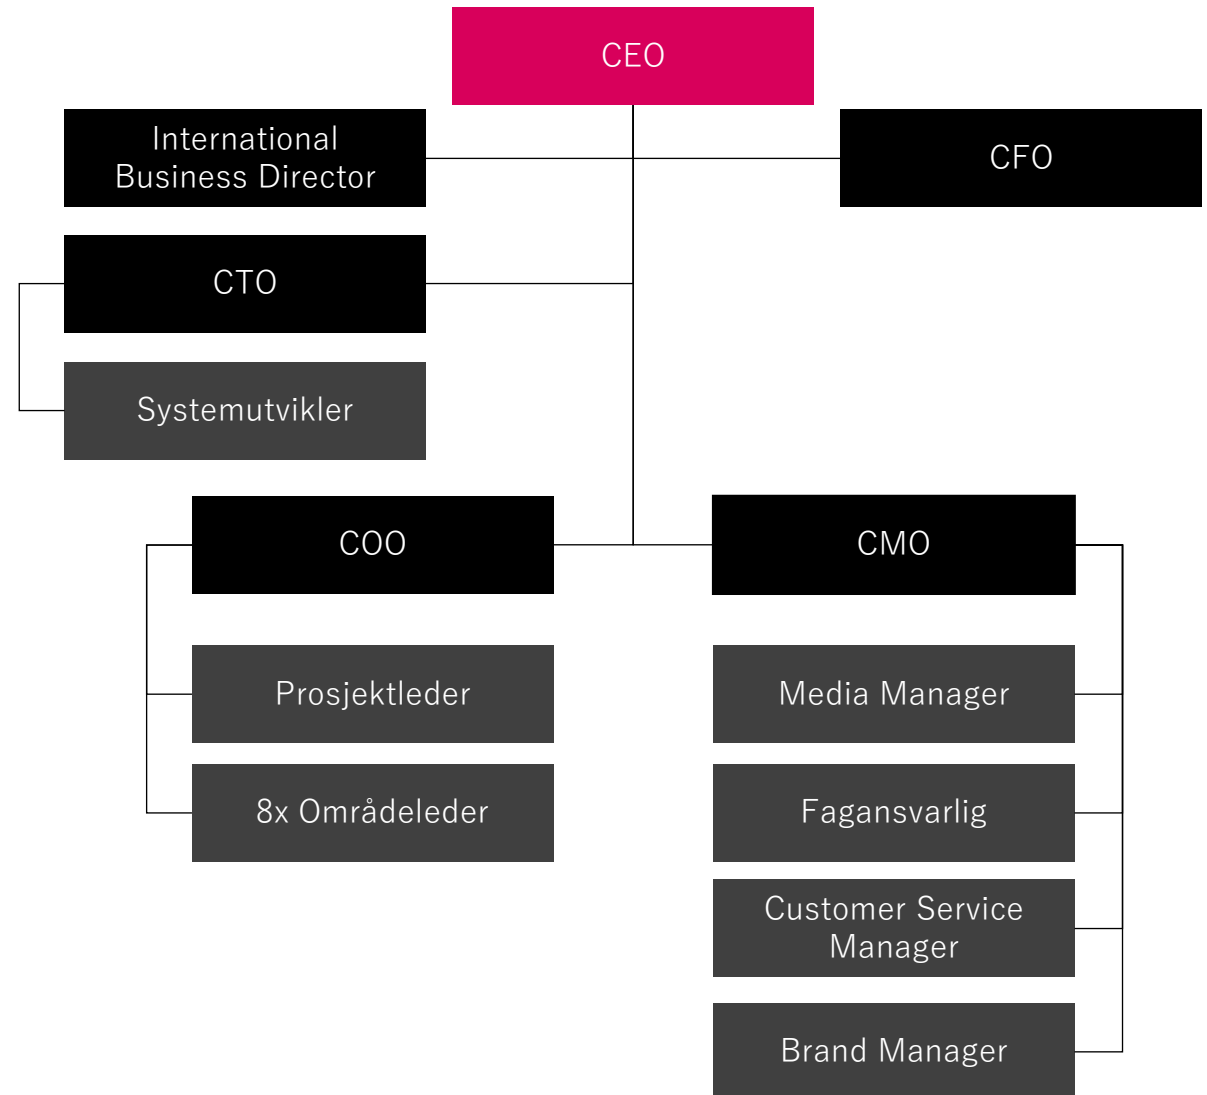 CEO
International
Business Director
CFO
CTO
Systemutvikler
COO
CMO
Prosjektleder
Media Manager
8x Områdeleder
Fagansvarlig
Customer Service
Manager
Brand Manager